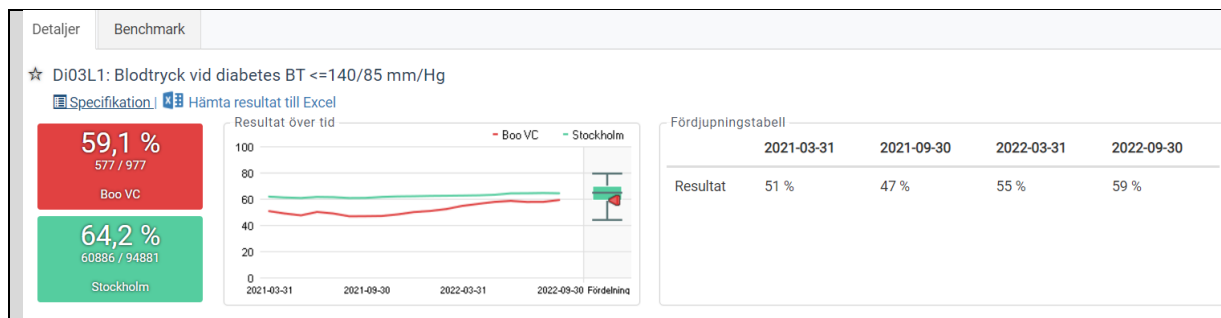 Detaljer Benchmark
☆ Di03L1: Blodtryck vid diabetes BT <=140/85 mm/Hg
Specifikation | Hämta resultat till Excel
59,1 %
577 / 977
Boo VC
64,2 %
60886 / 94881
Stockholm
Resultat över tid
- Boo VC - Stockholm
100
80
60
40
20
0
2021-03-31 2021-09-30 2022-03-31 2022-09-30 Fördelning
Fördjupningstabell
2021-03-31 2021-09-30 2022-03-31 2022-09-30
Resultat 51 % 47 % 55 % 59 %